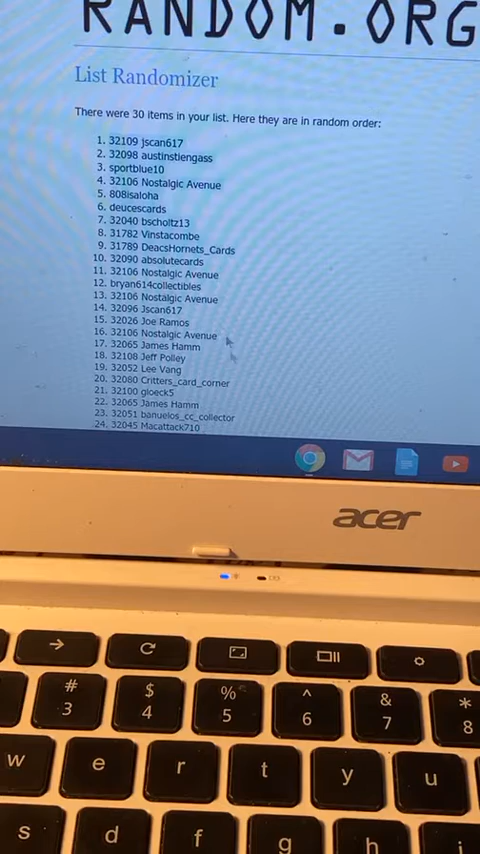 RANDOM.ORG
List Randomizer
There were 30 items in your list. Here they are in random order:
1. 32109 jscan617
2. 32098 austinstiengass
3. sportblue10
4. 32106 Nostalgic Avenue
5. 808isaloha
6. deucescards
7. 32040 bscholtz13
8. 31782 Vinstacombe
9. 31789 DeacsHornets_Cards
10. 32090 absolutecards
11. 32106 Nostalgic Avenue
12. bryan614collectibles
13. 32106 Nostalgic Avenue
14. 32096 Jscan617
15. 32026 Joe Ramos
16. 32106 Nostalgic Avenue
17. 32065 James Hamm
18. 32108 Jeff Polley
19. 32052 Lee Vang
20. 32080 Critters_card_corner
21. 32100 gloeck5
22. 32065 James Hamm
23. 32051 banuelos_cc_collector
24. 32045 Macattack710
acer
# $ % ^ & *
3 4 5 6 7 8
w e r t y u
s d f g h